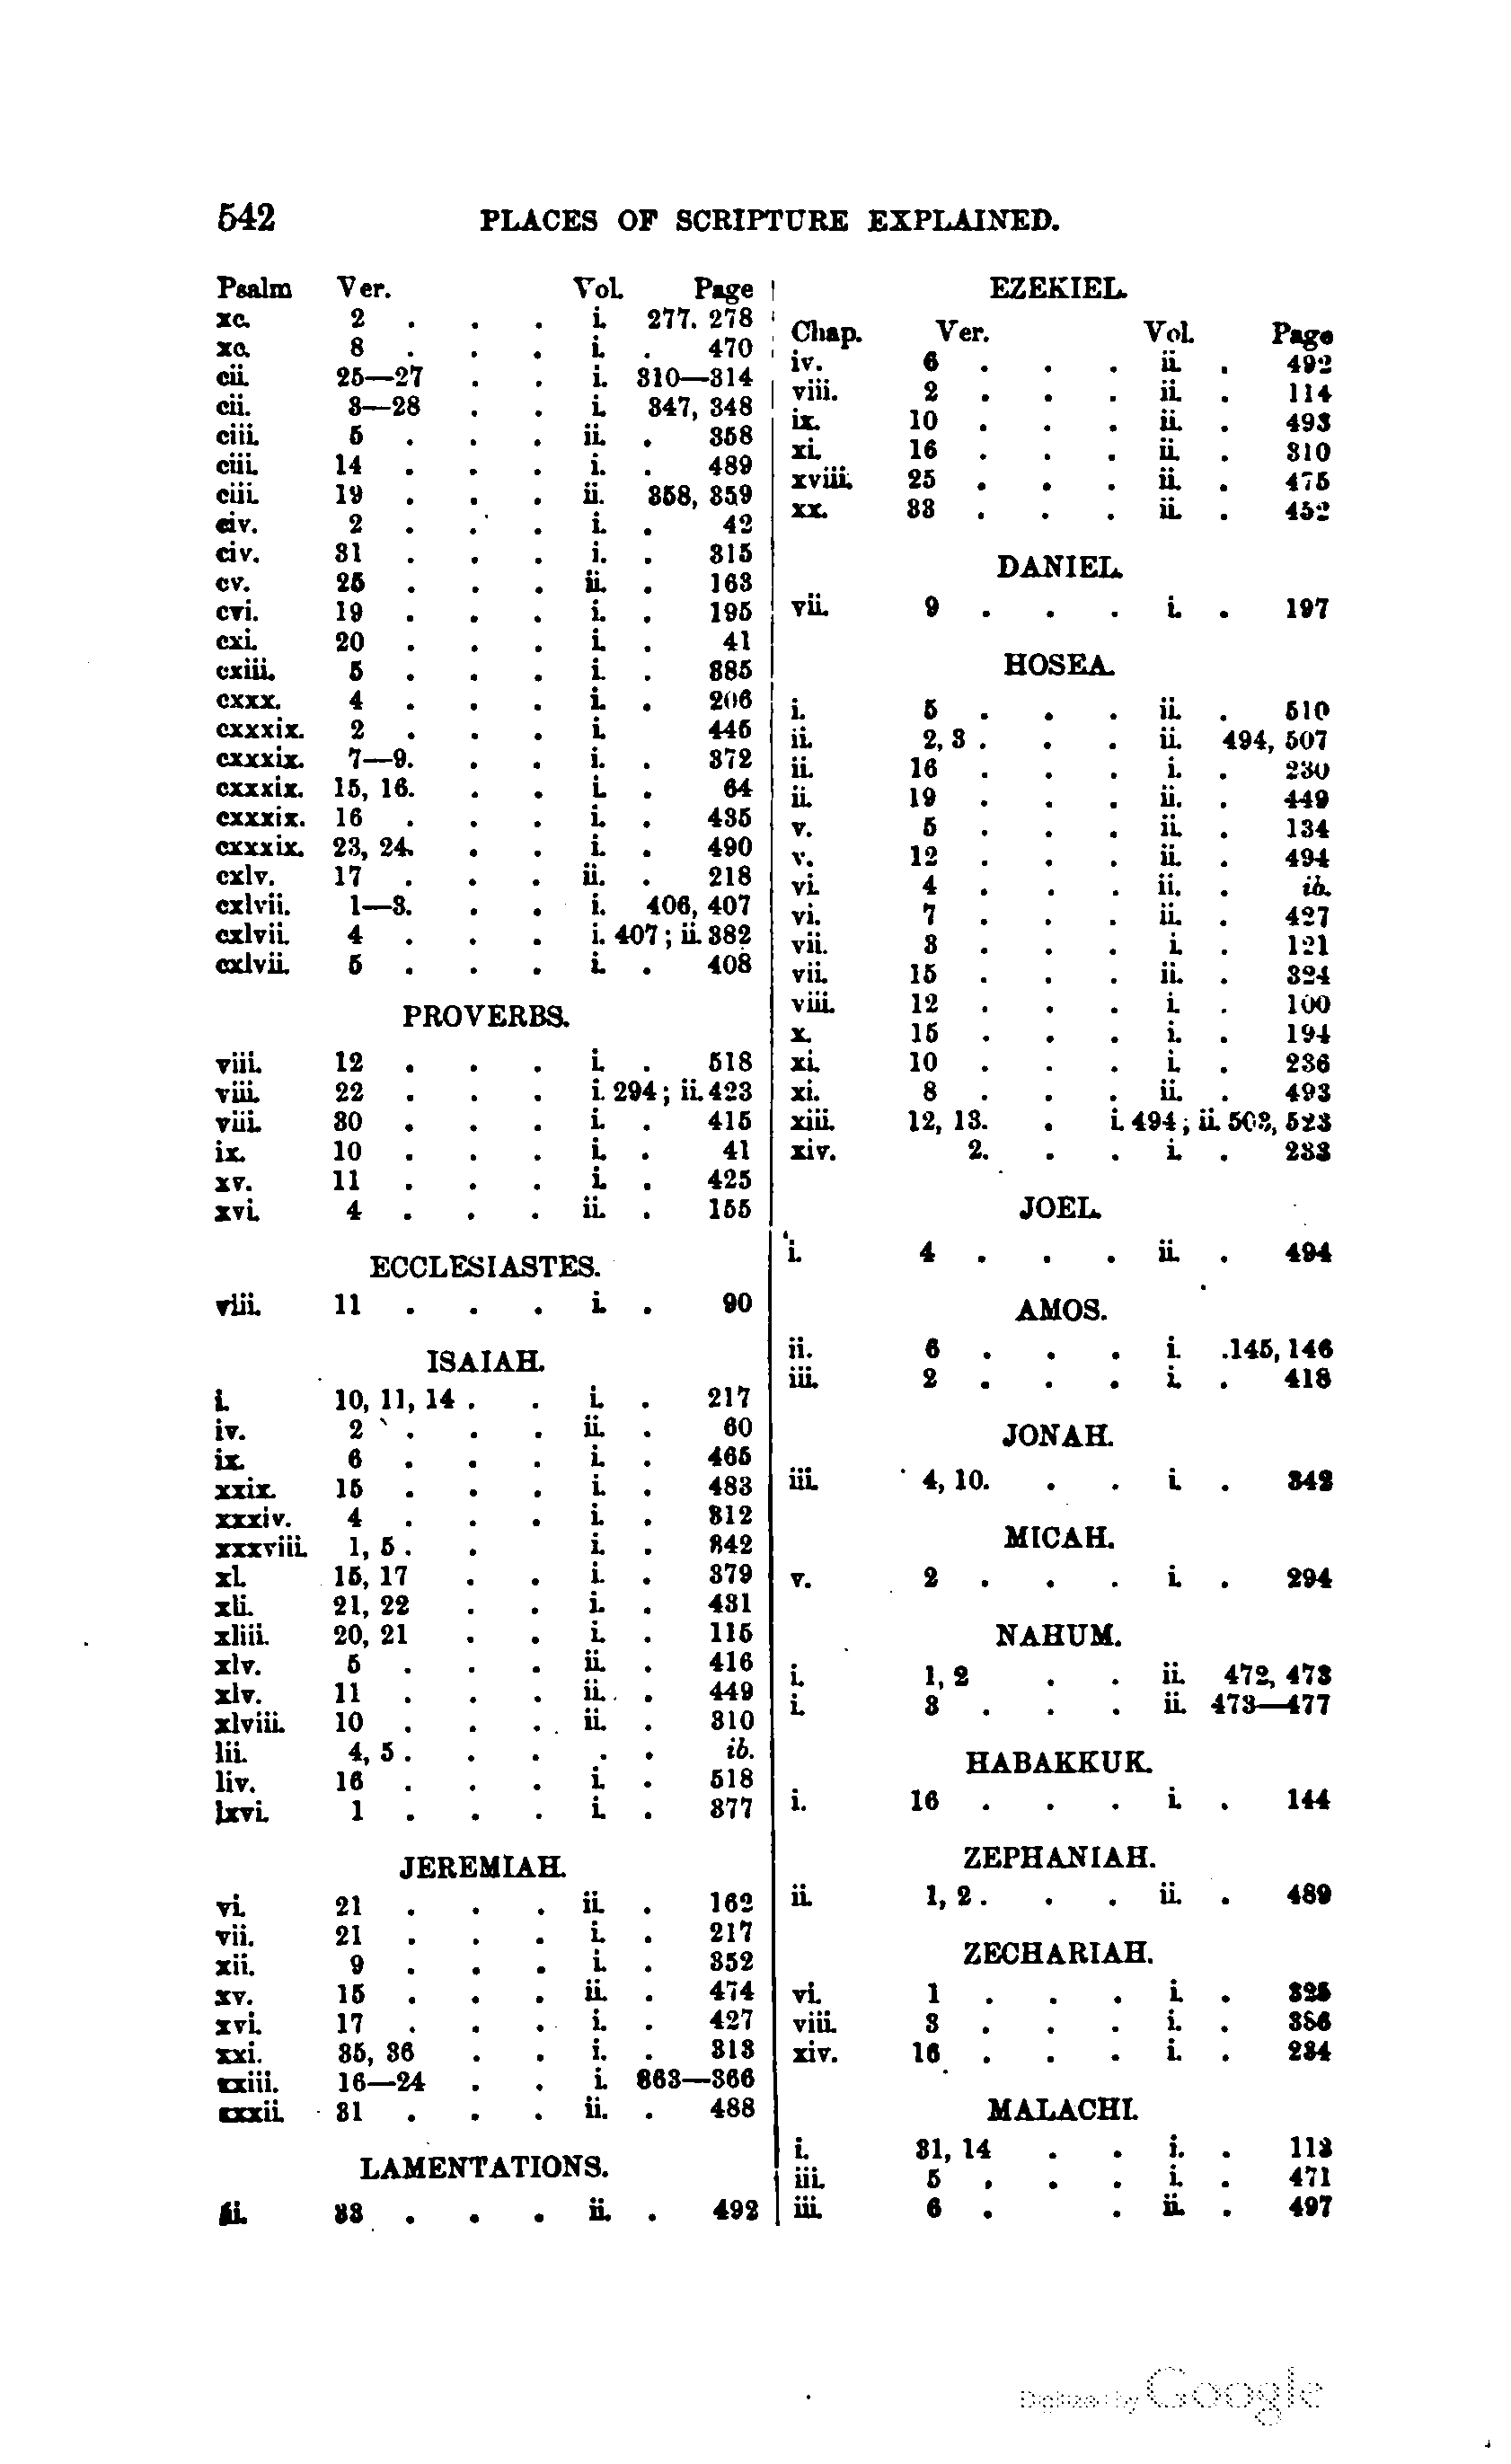 542 PLACES OF SCRIPTURE EXPLAINED.
Psalm Ver. Vol. Page
xc. 2 . . . i. 277. 278
xc. 8 . . . i. . 470
cii. 25—27 . . i. 310—314
cii. 3—28 . . i. 347, 348
ciii. 5 . . . ii. . 358
ciii. 14 . . . i. . 489
ciii. 19 . . . ii. 358, 359
civ. 2 . . . i. . 42
civ. 31 . . . i. . 315
cv. 25 . . . ii. . 163
cvi. 19 . . . i. . 195
cxi. 20 . . . i. . 41
cxiii. 5 . . . i. . 385
cxxx. 4 . . . i. . 206
cxxxix. 2 . . . i. 445
cxxxix. 7—9. . . i. . 372
cxxxix. 15, 16. . . i. . 64
cxxxix. 16 . . . i. . 435
cxxxix. 23, 24. . . i. . 490
cxlv. 17 . . . ii. . 218
cxlvii. 1—3. . . i. 406, 407
cxlvii. 4 . . . i. 407; ii. 382
cxlvii. 5 . . . i. . 408
PROVERBS.
viii. 12 . . . i. . 518
viii. 22 . . . i. 294; ii. 423
viii. 30 . . . i. . 415
ix. 10 . . . i. . 41
xv. 11 . . . i. . 425
xvi. 4 . . . ii. . 155
ECCLESIASTES.
viii. 11 . . . i. . 90
ISAIAH.
i. 10, 11, 14 . . i. . 217
iv. 2 . . . ii. . 60
ix. 6 . . . i. . 465
xxix. 15 . . . i. . 483
xxxiv. 4 . . . i. . 312
xxxviii. 1, 5 . . i. . 342
xl. 15, 17 . . i. . 379
xli. 21, 22 . . i. . 431
xliii. 20, 21 . . i. . 115
xlv. 5 . . . ii. . 416
xlv. 11 . . . ii. . 449
xlviii. 10 . . . ii. . 310
lii. 4, 5 . . . . . ib.
liv. 16 . . . i. . 518
lxvi. 1 . . . i. . 377
JEREMIAH.
vi. 21 . . . ii. . 162
vii. 21 . . . i. . 217
xii. 9 . . . i. . 352
xv. 15 . . . ii. . 474
xvi. 17 . . . i. . 427
xxi. 35, 36 . . i. . 313
xxiii. 16—24 . . i. 363—366
xxxii. 31 . . . ii. . 488
LAMENTATIONS.
33 . . . ii. . 492
EZEKIEL.
Chap. Ver. Vol. Page
iv. 6 . . . ii. . 492
viii. 2 . . . ii. . 114
ix. 10 . . . ii. . 493
xi. 16 . . . ii. . 310
xviii. 25 . . . ii. . 475
xx. 33 . . . ii. . 452
DANIEL.
vii. 9 . . . i. . 197
HOSEA.
i. 5 . . . ii. . 510
ii. 2, 3 . . . ii. 494, 507
ii. 16 . . . i. . 230
ii. 19 . . . ii. . 449
v. 5 . . . ii. . 134
v. 12 . . . ii. . 494
vi. 4 . . . ii. . ib.
vi. 7 . . . ii. . 427
vii. 3 . . . i. . 121
vii. 15 . . . ii. . 324
viii. 12 . . . i. . 100
x. 15 . . . i. . 194
xi. 10 . . . i. . 236
xi. 8 . . . ii. . 493
xiii. 12, 13. . i. 494; ii. 503, 523
xiv. 2. . . i. . 233
JOEL.
i. 4 . . . ii. . 494
AMOS.
ii. 6 . . . i. .145, 146
iii. 2 . . . i. . 418
JONAH.
iii. 4, 10. . . i. . 342
MICAH.
v. 2 . . . i. . 294
NAHUM.
i. 1, 2 . . ii. 472, 473
i. 3 . . . ii. 473—477
HABAKKUK.
i. 16 . . . i. . 144
ZEPHANIAH.
ii. 1, 2 . . . ii. . 489
ZECHARIAH.
vi. 1 . . . i. . 325
viii. 3 . . . i. . 386
xiv. 16 . . . i. . 234
MALACHI.
i. 31, 14 . . i. . 113
iii. 5 . . . i. . 471
iii. 6 . . ii. . 497
Digitized by Google